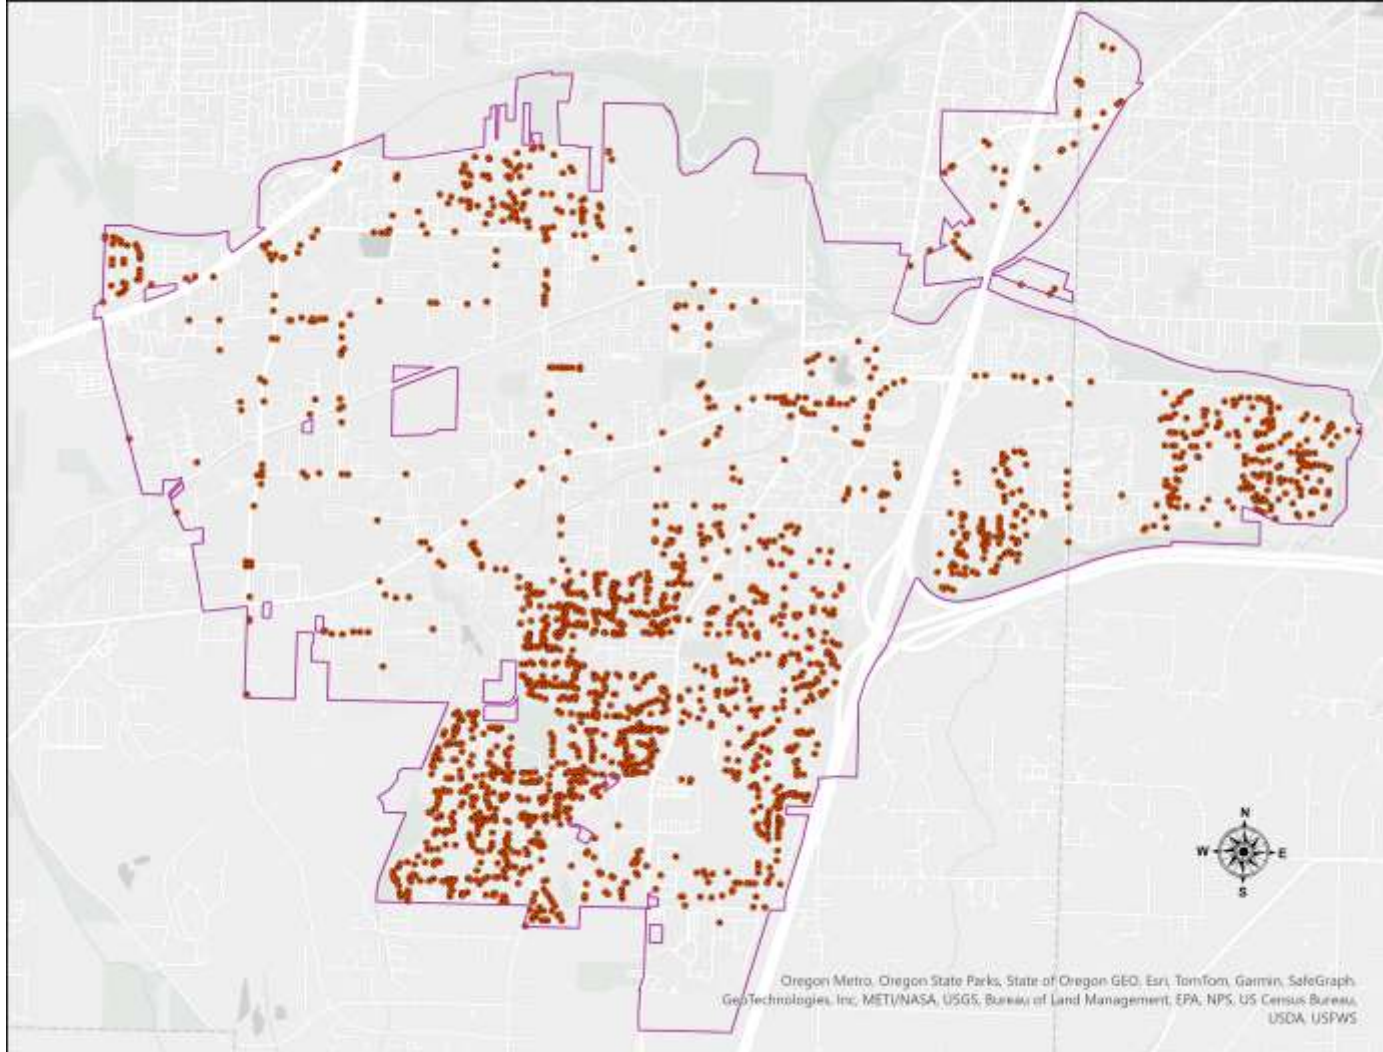 N
W E
S
Oregon Metro, Oregon State Parks, State of Oregon GEO, Esri, TomTom, Garmin, SafeGraph,
GeoTechnologies, Inc, METI/NASA, USGS, Bureau of Land Management, EPA, NPS, US Census Bureau,
USDA, USFWS